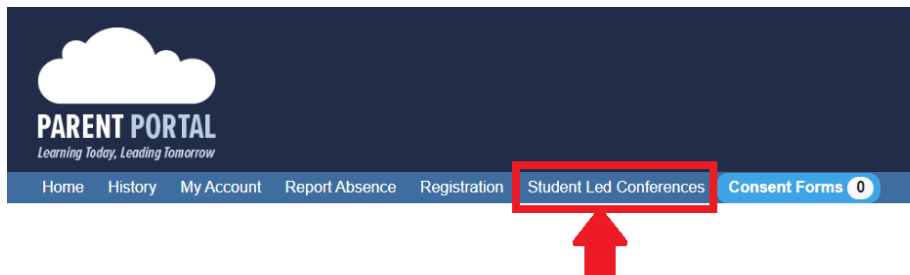 PARENT PORTAL
Learning Today, Leading Tomorrow
Home History My Account Report Absence Registration Student Led Conferences Consent Forms 0